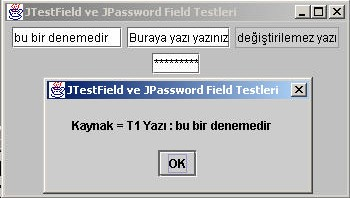 JTestField ve JPassword Field Testleri
bu bir denemedir Buraya yazı yazınız değiştirilemez yazı
*********
JTestField ve JPassword Field Testleri
Kaynak = T1 Yazı : bu bir denemedir
OK